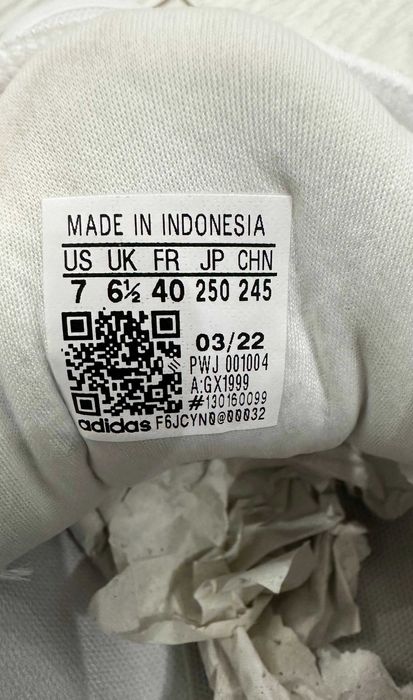 MADE IN INDONESIA
US UK FR JP CHN
7 6½ 40 250 245
03/22
PWJ 001004
A:GX1999
#130160099
adidas F6JCYN0@00032